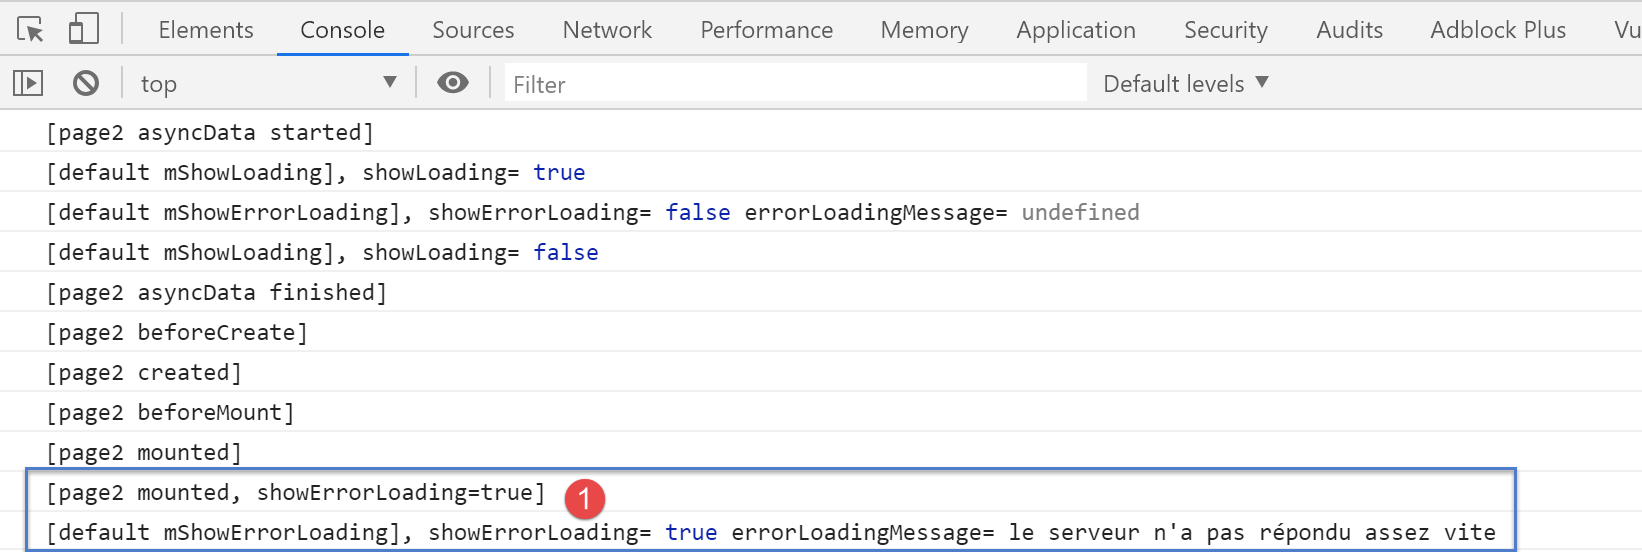 Elements Console Sources Network Performance Memory Application Security Audits Adblock Plus Vu
top Filter Default levels
[page2 asyncData started]
[default mShowLoading], showLoading= true
[default mShowErrorLoading], showErrorLoading= false errorLoadingMessage= undefined
[default mShowLoading], showLoading= false
[page2 asyncData finished]
[page2 beforeCreate]
[page2 created]
[page2 beforeMount]
[page2 mounted]
[page2 mounted, showErrorLoading=true] 1
[default mShowErrorLoading], showErrorLoading= true errorLoadingMessage= le serveur n'a pas répondu assez vite